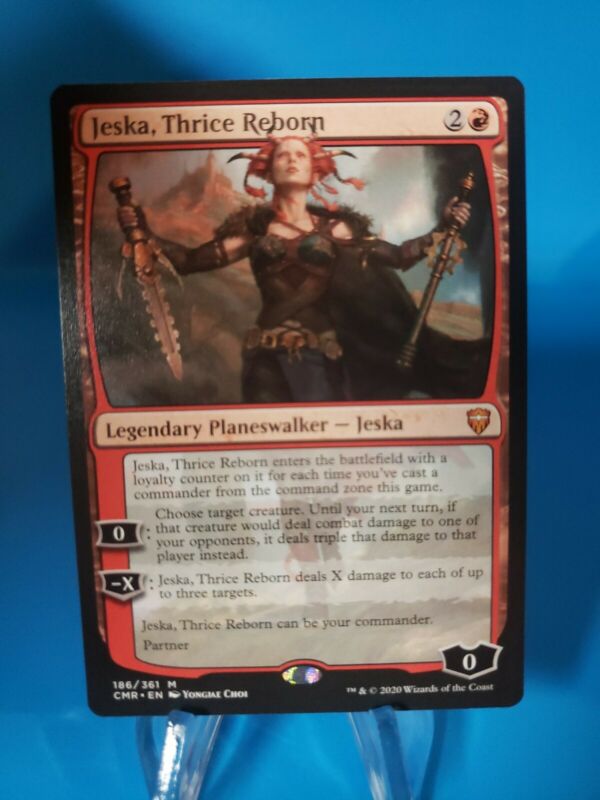 Jeska, Thrice Reborn 2
Legendary Planeswalker — Jeska
Jeska, Thrice Reborn enters the battlefield with a
loyalty counter on it for each time you've cast a
commander from the command zone this game.
Choose target creature. Until your next turn, if
0 : that creature would deal combat damage to one of
your opponents, it deals triple that damage to that
player instead.
−X : Jeska, Thrice Reborn deals X damage to each of up
to three targets.
Jeska, Thrice Reborn can be your commander.
Partner
0
186/361 M
CMR • EN Yongjae Choi
™ & © 2020 Wizards of the Coast